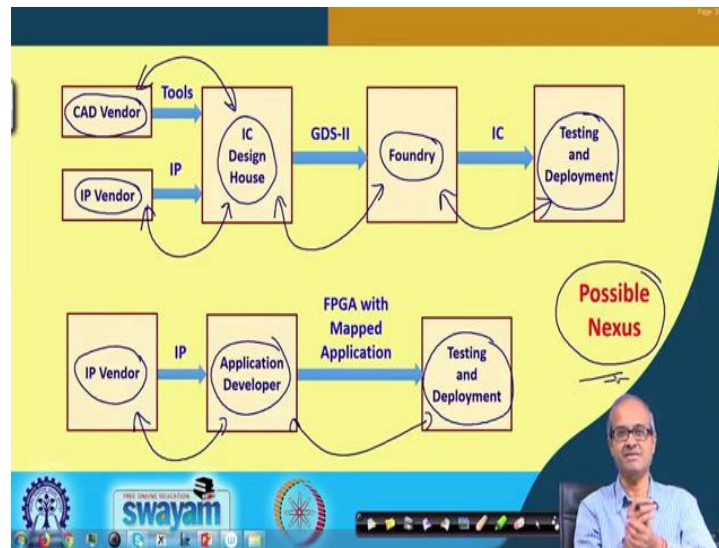 Page
CAD Vendor
Tools
IP Vendor
IP
IC
Design
House
GDS-II
Foundry
IC
Testing
and
Deployment
IP Vendor
IP
Application
Developer
FPGA with
Mapped
Application
Testing
and
Deployment
Possible
Nexus
FREE ONLINE EDUCATION
swayam